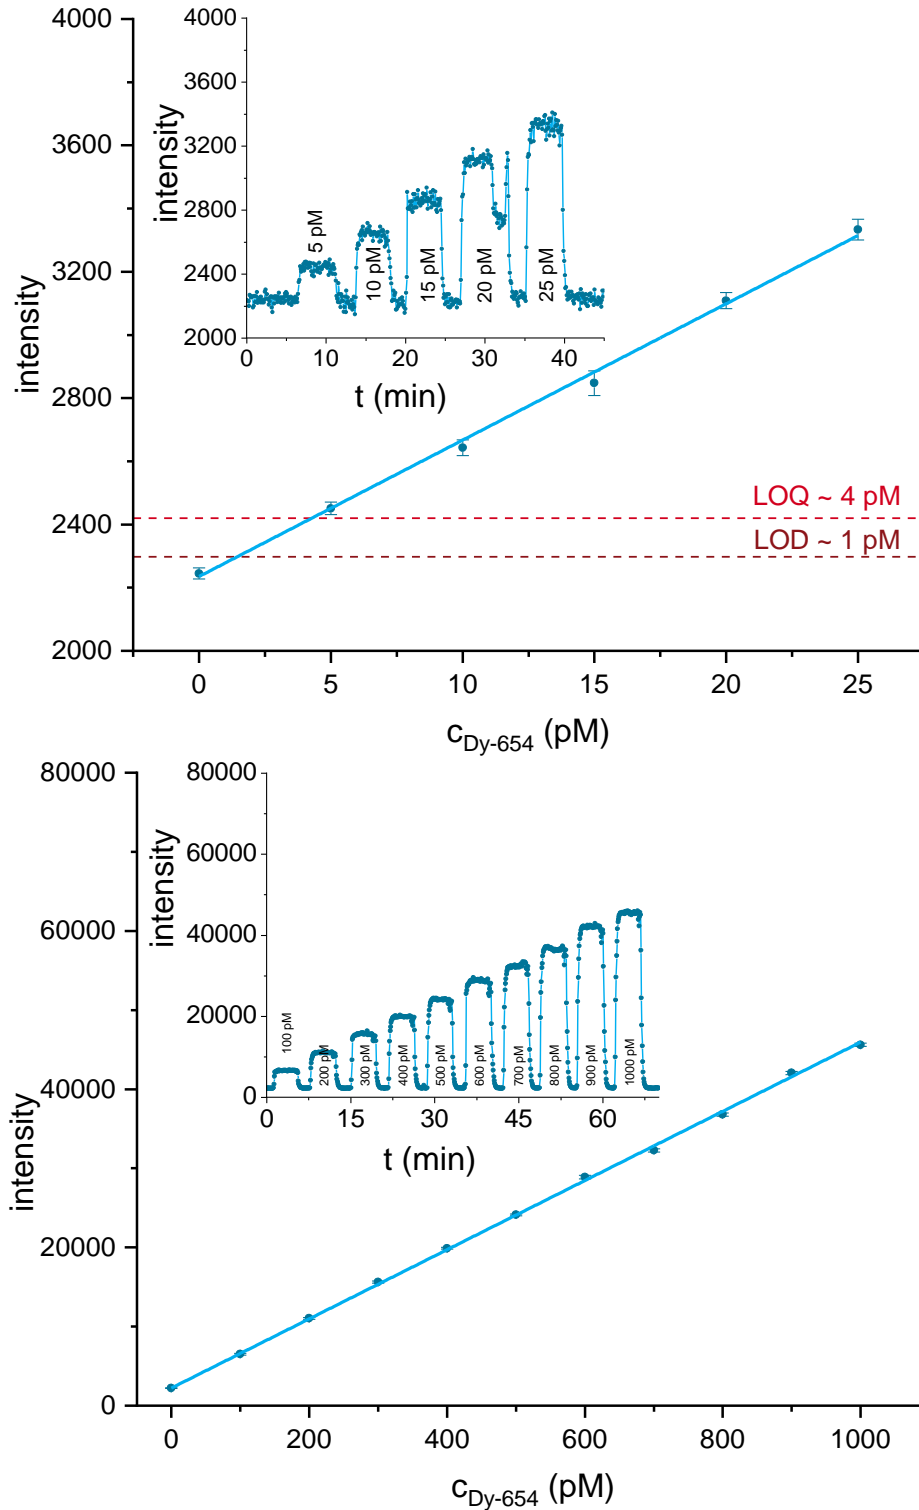 4000
3600
3200
2800
2400
2000
intensity
0
5
10
15
20
25
c_Dy-654 (pM)
LOQ ~ 4 pM
LOD ~ 1 pM
4000
3600
3200
2800
2400
2000
intensity
5 pM
10 pM
15 pM
20 pM
25 pM
0
10
20
30
40
t (min)
80000
60000
40000
20000
0
intensity
0
200
400
600
800
1000
c_Dy-654 (pM)
80000
60000
40000
20000
0
intensity
100 pM
200 pM
30 pM
400 pM
500 pM
600 pM
700 pM
800 pM
900 pM
1000 pM
0
15
30
45
60
t (min)